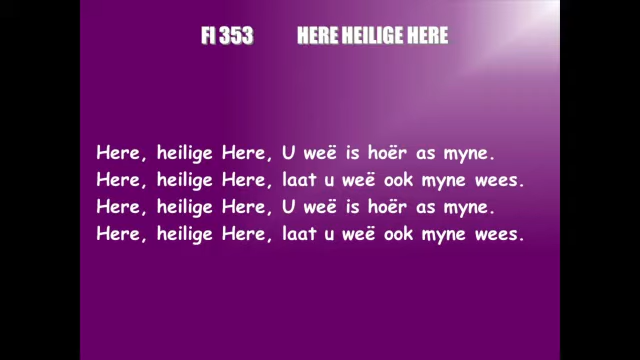 FI 353 HERE HEILIGE HERE
Here, heilige Here, U weë is hoër as myne.
Here, heilige Here, laat u weë ook myne wees.
Here, heilige Here, U weë is hoër as myne.
Here, heilige Here, laat u weë ook myne wees.